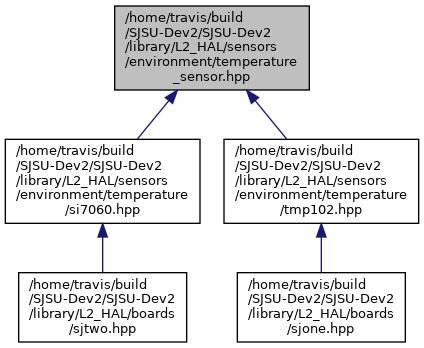 /home/travis/build
/SJSU-Dev2/SJSU-Dev2
/library/L2_HAL/sensors
/environment/temperature
_sensor.hpp
/home/travis/build
/SJSU-Dev2/SJSU-Dev2
/library/L2_HAL/sensors
/environment/temperature
/si7060.hpp
/home/travis/build
/SJSU-Dev2/SJSU-Dev2
/library/L2_HAL/sensors
/environment/temperature
/tmp102.hpp
/home/travis/build
/SJSU-Dev2/SJSU-Dev2
/library/L2_HAL/boards
/sjtwo.hpp
/home/travis/build
/SJSU-Dev2/SJSU-Dev2
/library/L2_HAL/boards
/sjone.hpp